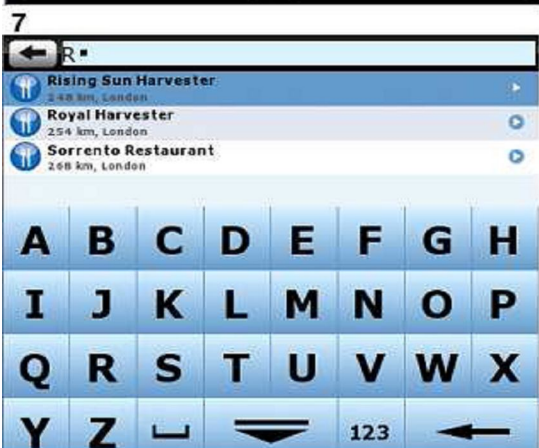 7
R
Rising Sun Harvester
248 km, London
Royal Harvester
254 km, London
Sorrento Restaurant
268 km, London
A B C D E F G H
I J K L M N O P
Q R S T U V W X
Y Z 123